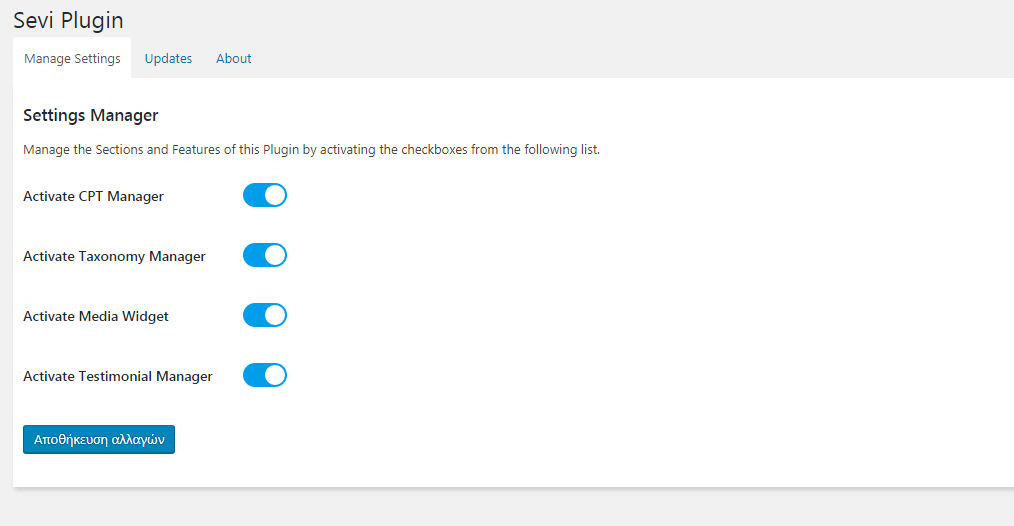 Sevi Plugin
Manage Settings Updates About
Settings Manager
Manage the Sections and Features of this Plugin by activating the checkboxes from the following list.
Activate CPT Manager
Activate Taxonomy Manager
Activate Media Widget
Activate Testimonial Manager
Αποθήκευση αλλαγών